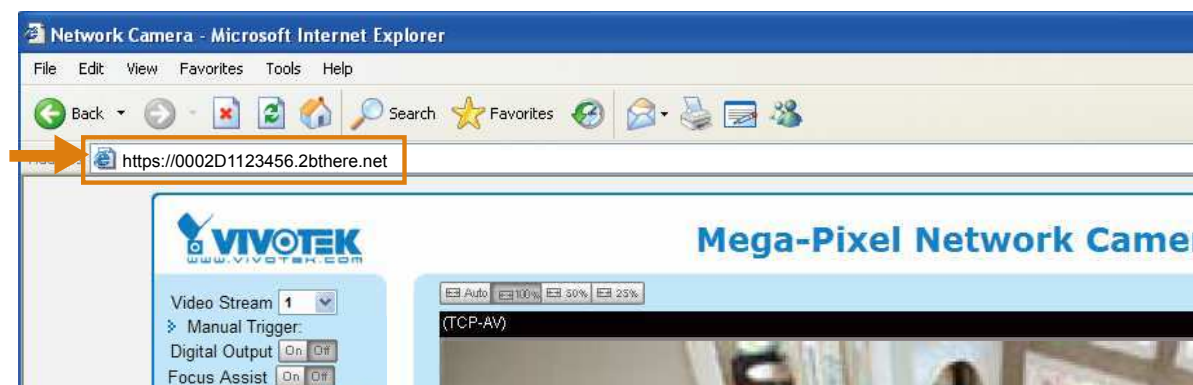 Network Camera - Microsoft Internet Explorer
File Edit View Favorites Tools Help
Back Search Favorites
https://0002D1123456.2bthere.net
VIVOTEK
WWW.VIVOTEK.COM
Mega-Pixel Network Came
Video Stream 1
Auto 100% 50% 25%
Manual Trigger:
(TCP-AV)
Digital Output On Off
Focus Assist On Off